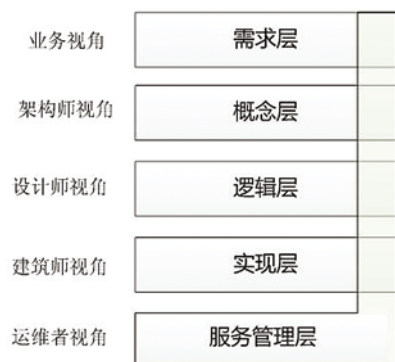 业务视角 需求层
架构师视角 概念层
设计师视角 逻辑层
建筑师视角 实现层
运维者视角 服务管理层